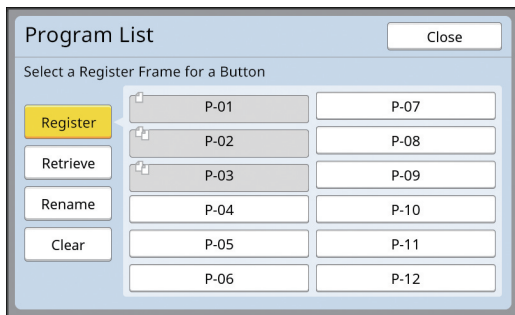 Program List
Close
Select a Register Frame for a Button
Register
Retrieve
Rename
Clear
P-01
P-02
P-03
P-04
P-05
P-06
P-07
P-08
P-09
P-10
P-11
P-12